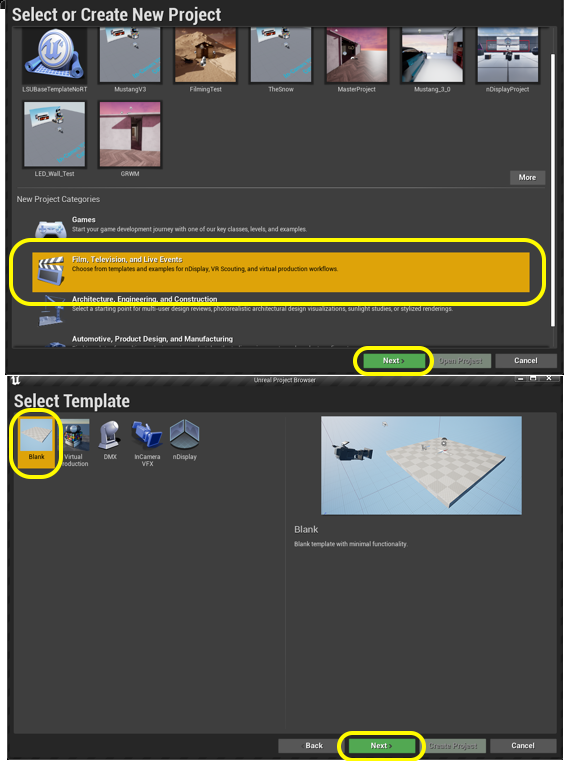 Select or Create New Project
LSUBaseTemplateNoRT
MustangV3
FilmingTest
TheSnow
MasterProject
Mustang_3_0
nDisplayProject
LED_Wall_Test
GRWM
More
New Project Categories
Games
Start your game development journey with one of our key classes, levels, and examples.
Film, Television, and Live Events
Choose from templates and examples for nDisplay, VR Scouting, and virtual production workflows.
Architecture, Engineering, and Construction
Select a starting point for multi-user design reviews, photorealistic architectural design visualizations, sunlight studies, or stylized renderings.
Automotive, Product Design, and Manufacturing
Next
Open Project
Cancel
Unreal Project Browser
Select Template
Blank
Virtual
Production
DMX
InCamera
VFX
nDisplay
Blank
Blank template with minimal functionality.
Back
Next
Create Project
Cancel